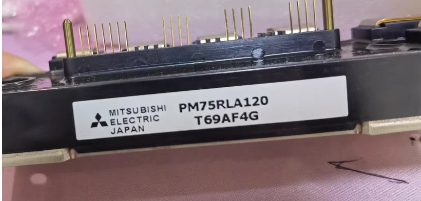 MITSUBISHI
ELECTRIC
JAPAN
PM75RLA120
T69AF4G